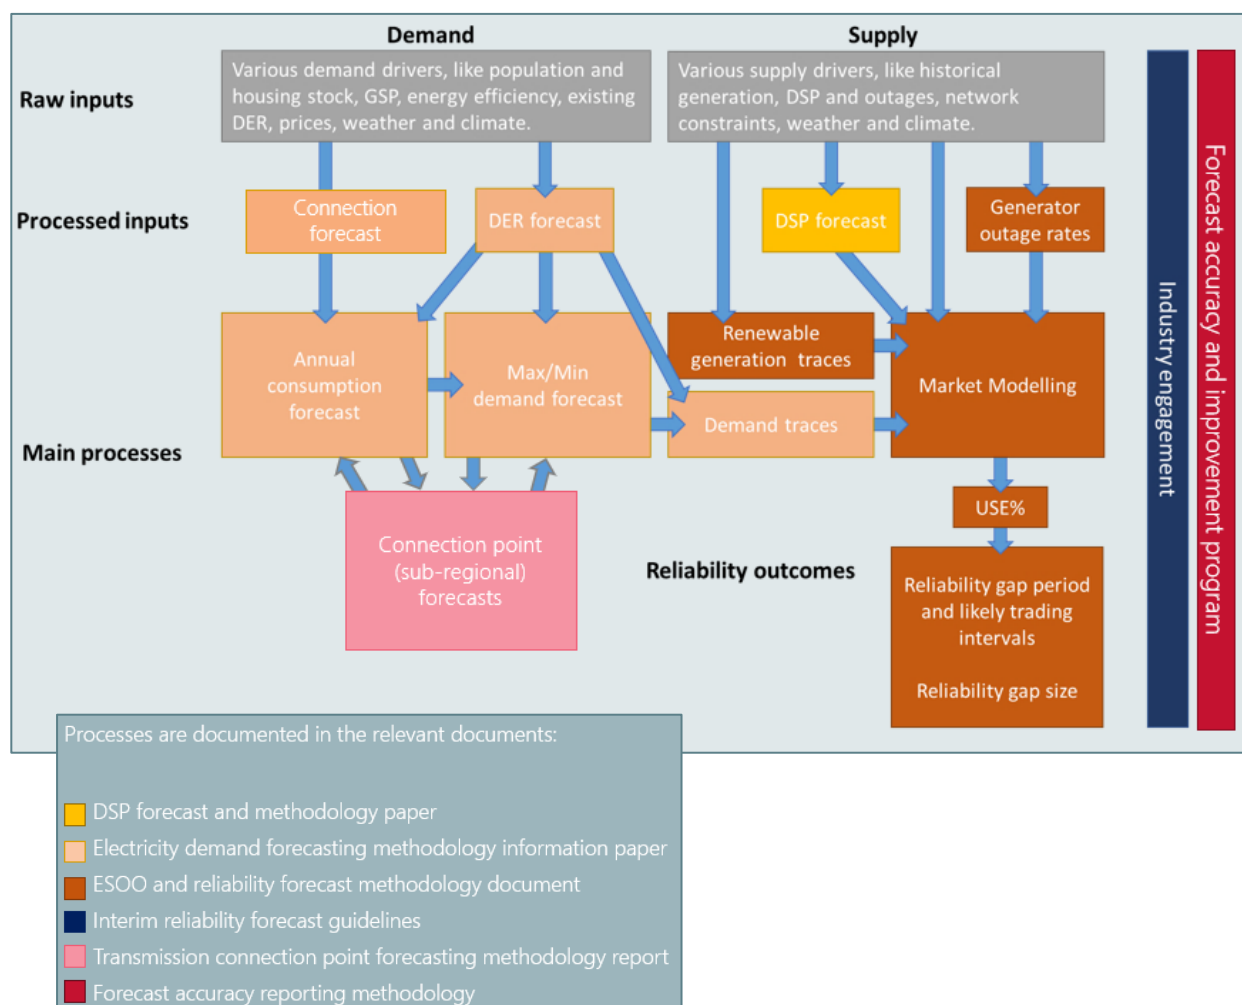 Demand
Supply
Raw inputs
Various demand drivers, like population and
housing stock, GSP, energy efficiency, existing
DER, prices, weather and climate.
Various supply drivers, like historical
generation, DSP and outages, network
constraints, weather and climate.
Processed inputs
Connection
forecast
DER forecast
DSP forecast
Generator
outage rates
Main processes
Annual
consumption
forecast
Max/Min
demand forecast
Renewable
generation traces
Demand traces
Market Modelling
Connection point
(sub-regional)
forecasts
USE%
Reliability outcomes
Reliability gap period
and likely trading
intervals
Reliability gap size
Industry engagement
Forecast accuracy and improvement program
Processes are documented in the relevant documents:
DSP forecast and methodology paper
Electricity demand forecasting methodology information paper
ESOO and reliability forecast methodology document
Interim reliability forecast guidelines
Transmission connection point forecasting methodology report
Forecast accuracy reporting methodology